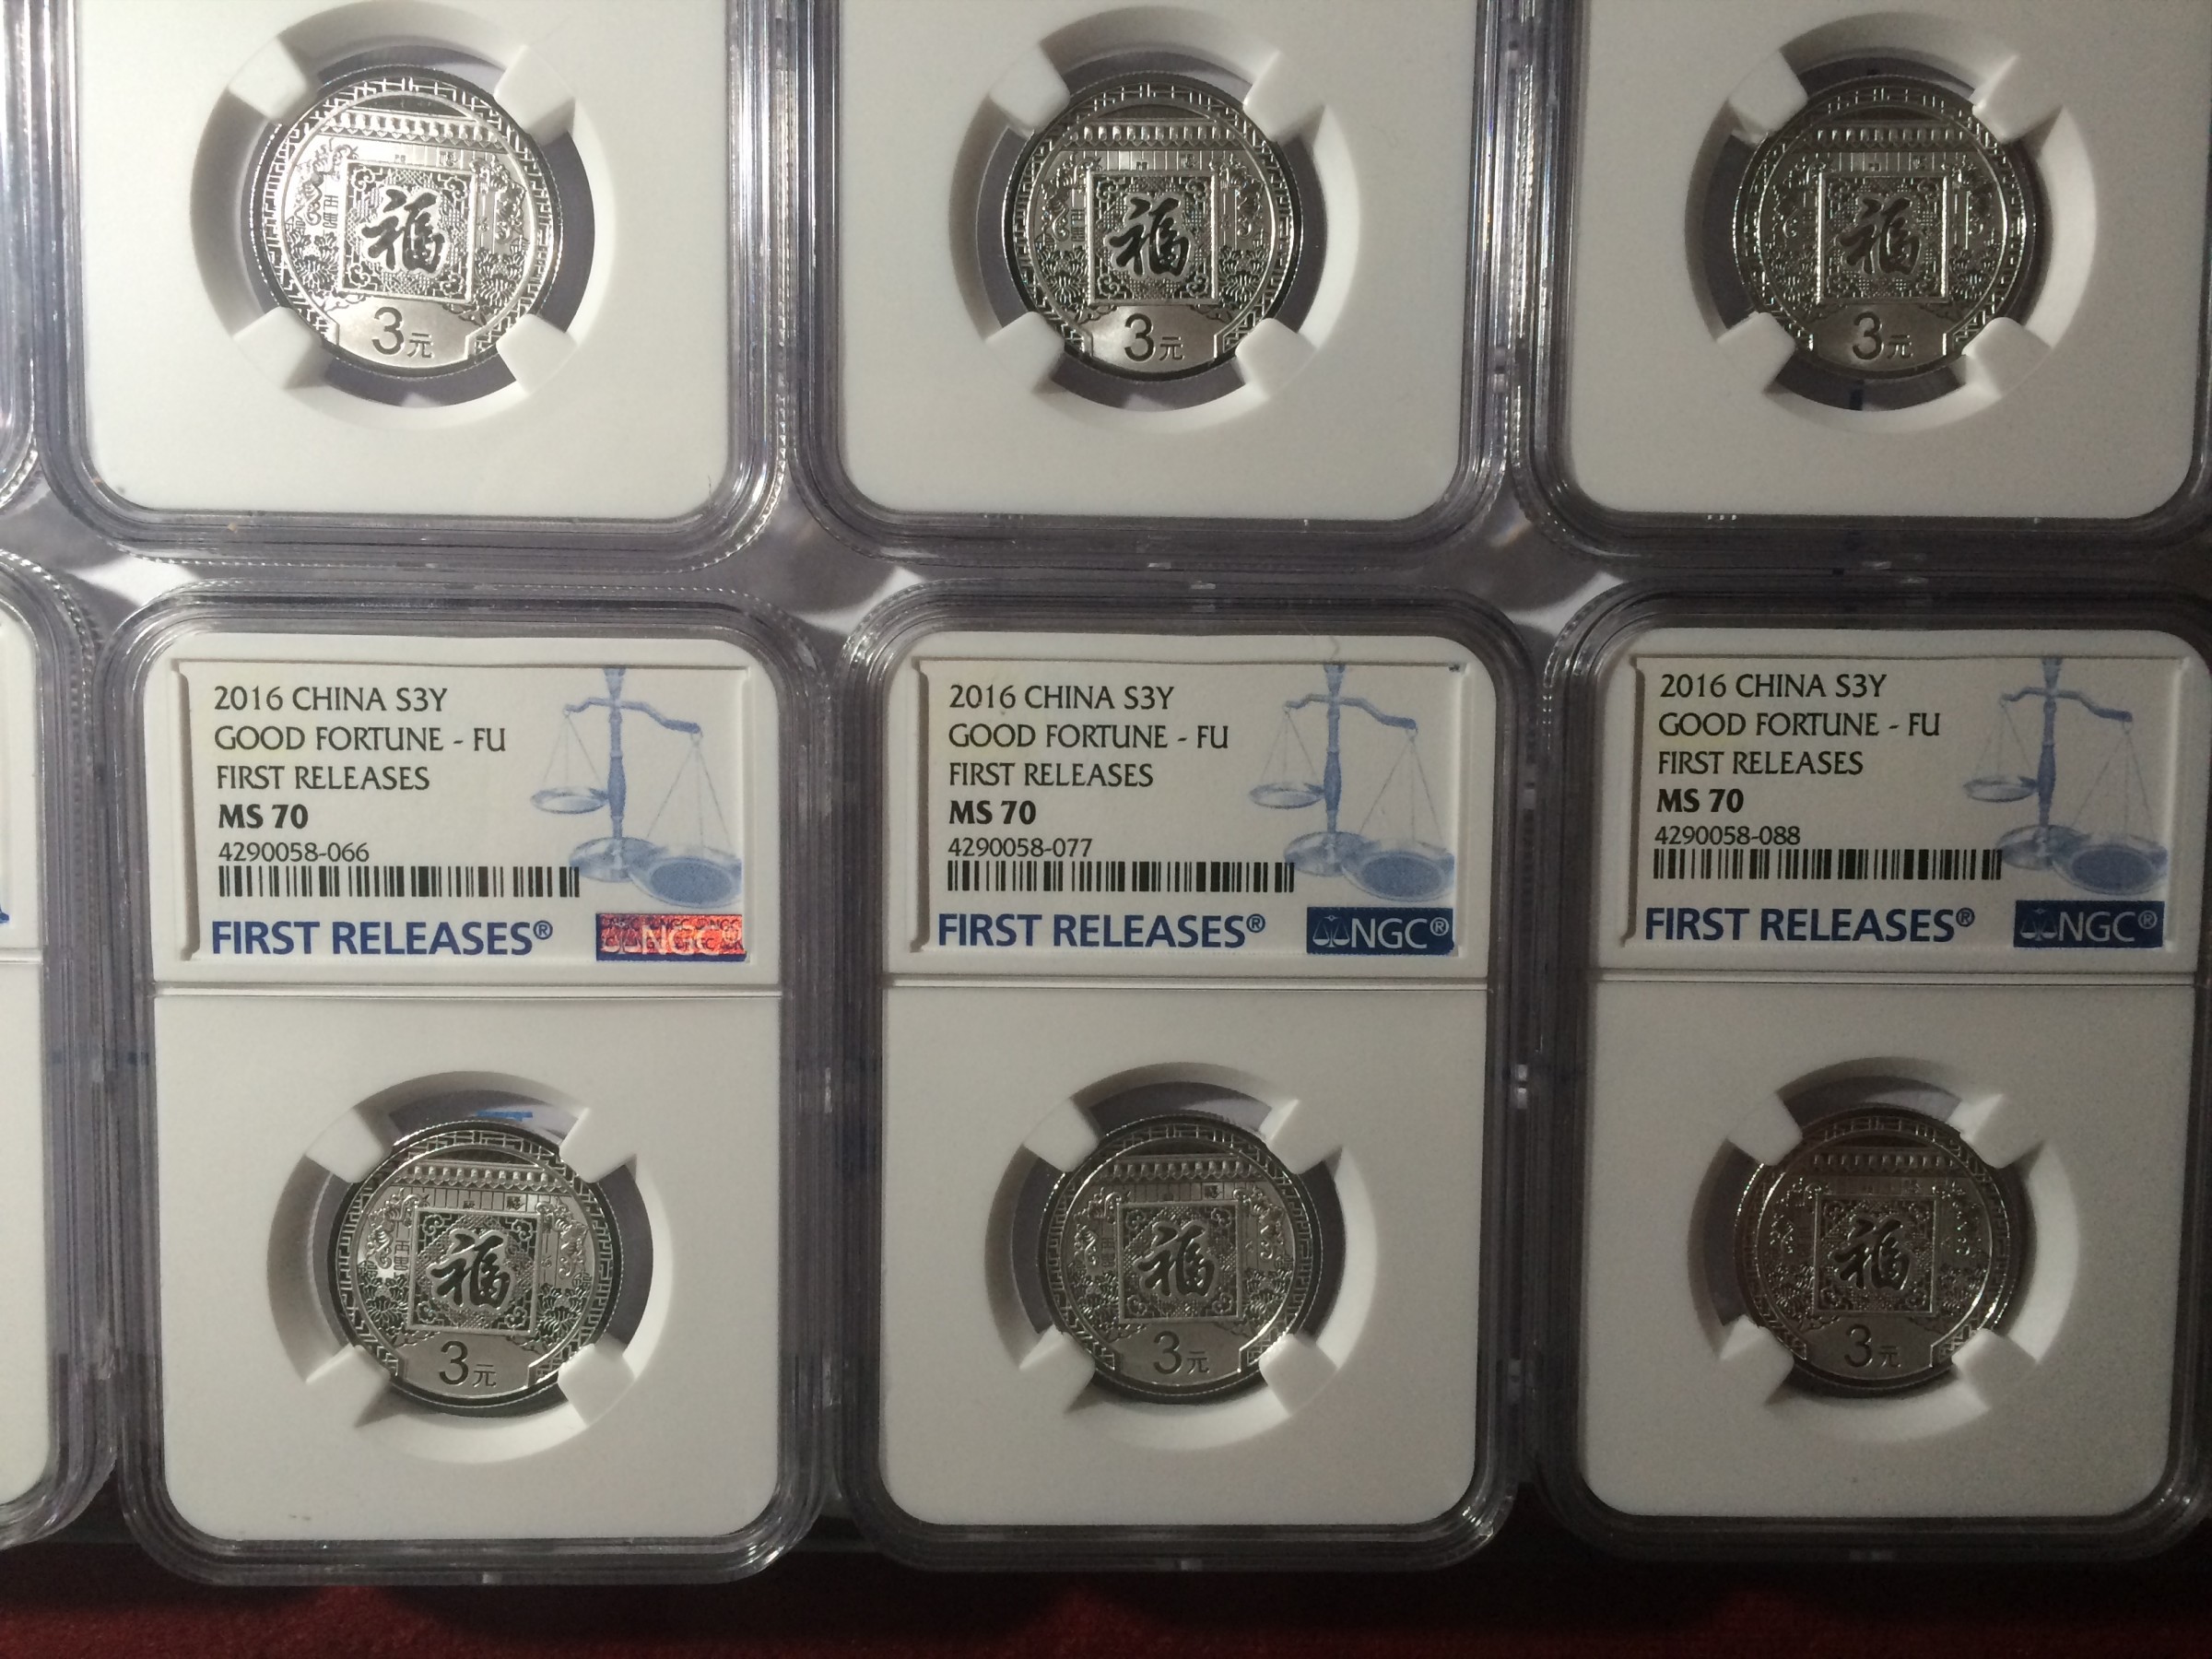 福
3元
福
3元
福
3元
2016 CHINA S3Y
GOOD FORTUNE - FU
FIRST RELEASES
MS 70
4290058-066
FIRST RELEASES®
NGC
福
3元
2016 CHINA S3Y
GOOD FORTUNE - FU
FIRST RELEASES
MS 70
4290058-077
FIRST RELEASES®
NGC®
福
3元
2016 CHINA S3Y
GOOD FORTUNE - FU
FIRST RELEASES
MS 70
4290058-088
FIRST RELEASES®
NGC®
福
3元